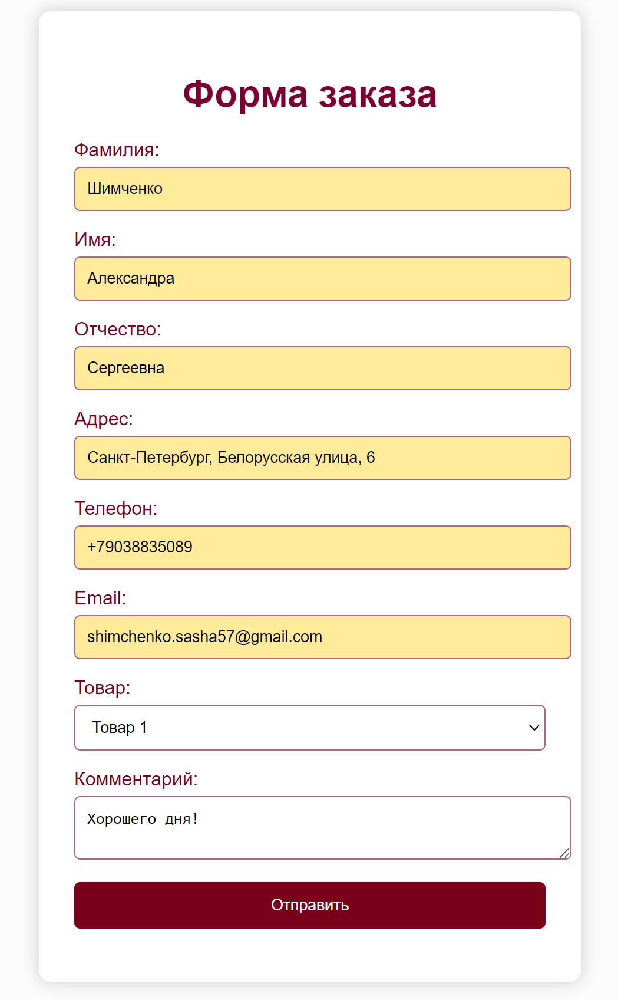 Форма заказа
Фамилия:
Шимченко
Имя:
Александра
Отчество:
Сергеевна
Адрес:
Санкт-Петербург, Белорусская улица, 6
Телефон:
+79038835089
Email:
shimchenko.sasha57@gmail.com
Товар:
Товар 1
Комментарий:
Хорошего дня!
Отправить